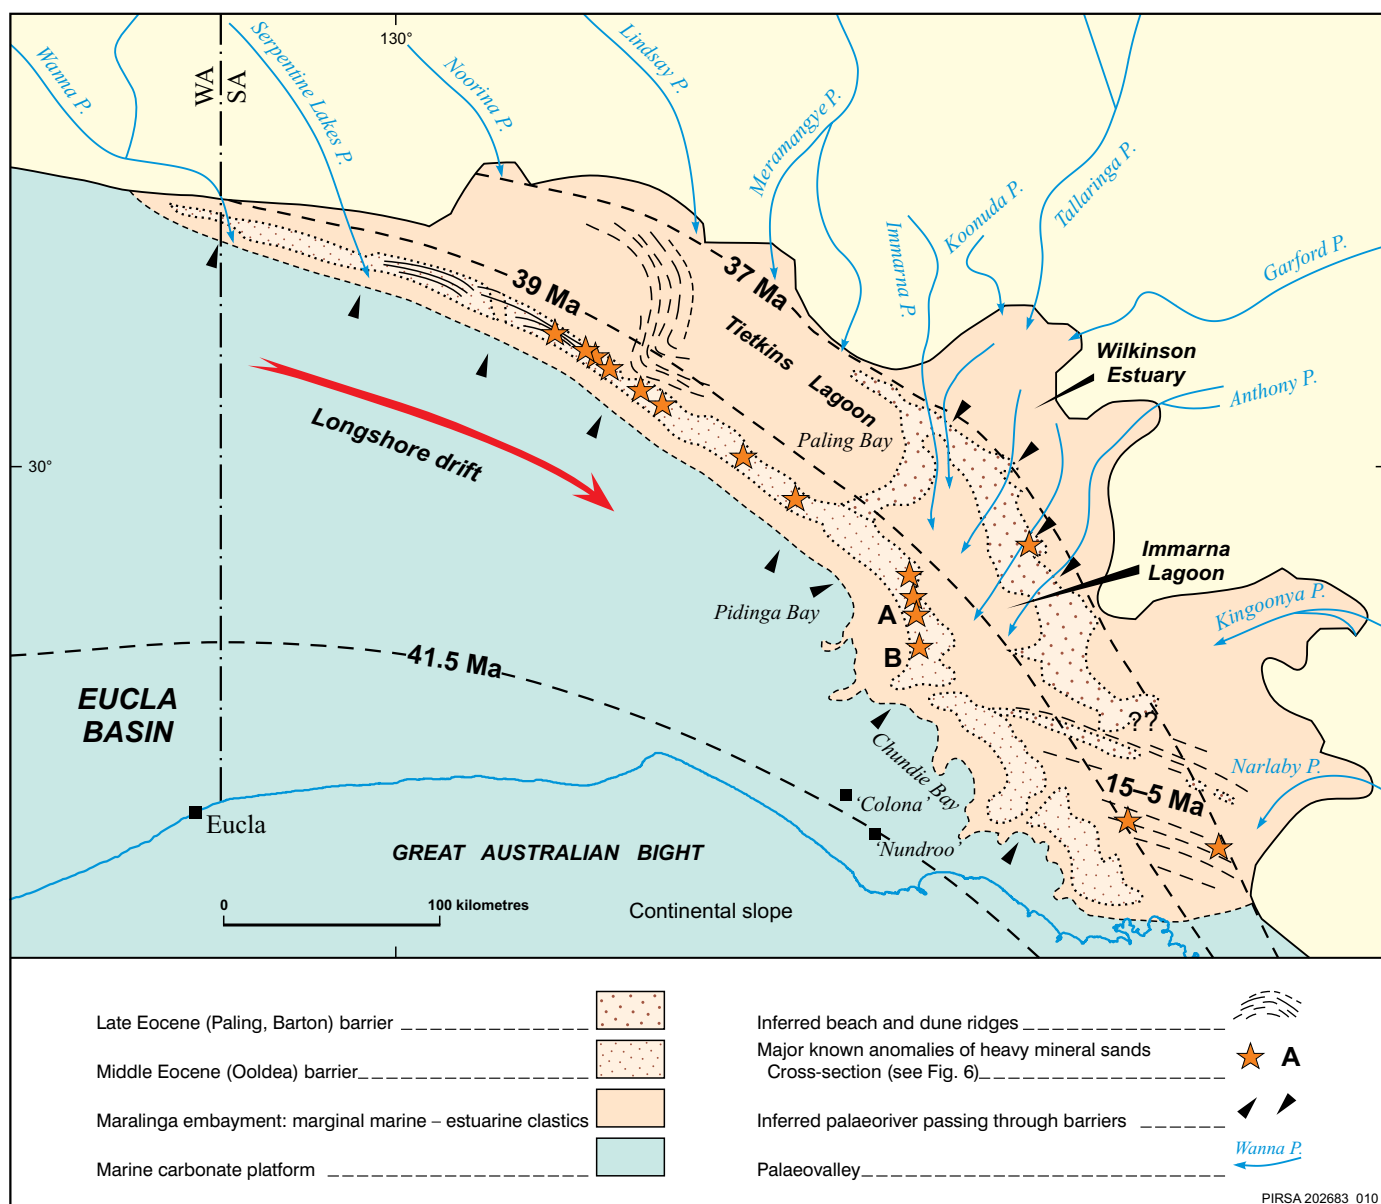 130°
Wanna P.
WA
SA
Serpentine Lakes P.
Noorina P.
Lindsay P.
Meramangye P.
Immarna P.
Koonuda P.
Tallaringa P.
Garford P.
39 Ma
37 Ma
Tietkins Lagoon
Wilkinson
Estuary
Anthony P.
Longshore drift
Paling Bay
30°
Immarna
Lagoon
Pidinga Bay
A
B
Kingoonya P.
41.5 Ma
EUCLA
BASIN
??
Chundie Bay
Narlaby P.
15–5 Ma
'Colona'
Eucla
'Nundroo'
GREAT AUSTRALIAN BIGHT
0 100 kilometres
Continental slope
Late Eocene (Paling, Barton) barrier
Middle Eocene (Ooldea) barrier
Maralinga embayment: marginal marine – estuarine clastics
Marine carbonate platform
Inferred beach and dune ridges
Major known anomalies of heavy mineral sands
Cross-section (see Fig. 6) A
Inferred palaeoriver passing through barriers
Palaeovalley Wanna P.
PIRSA 202683_010